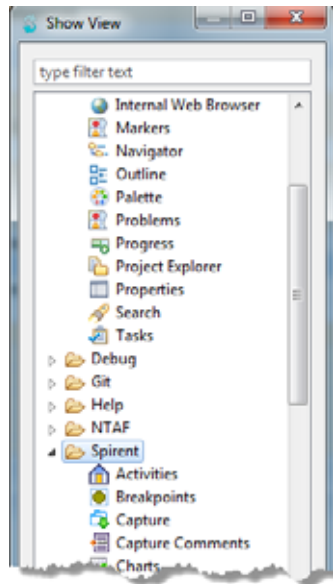 Show View
type filter text
Internal Web Browser
Markers
Navigator
Outline
Palette
Problems
Progress
Project Explorer
Properties
Search
Tasks
Debug
Git
Help
NTAF
Spirent
Activities
Breakpoints
Capture
Capture Comments
Charts